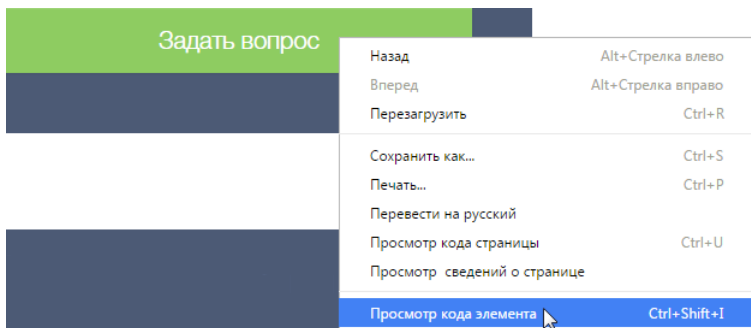 Задать вопрос
Назад Alt+Стрелка влево
Вперед Alt+Стрелка вправо
Перезагрузить Ctrl+R
Сохранить как... Ctrl+S
Печать... Ctrl+P
Перевести на русский
Просмотр кода страницы Ctrl+U
Просмотр сведений о странице
Просмотр кода элемента Ctrl+Shift+I